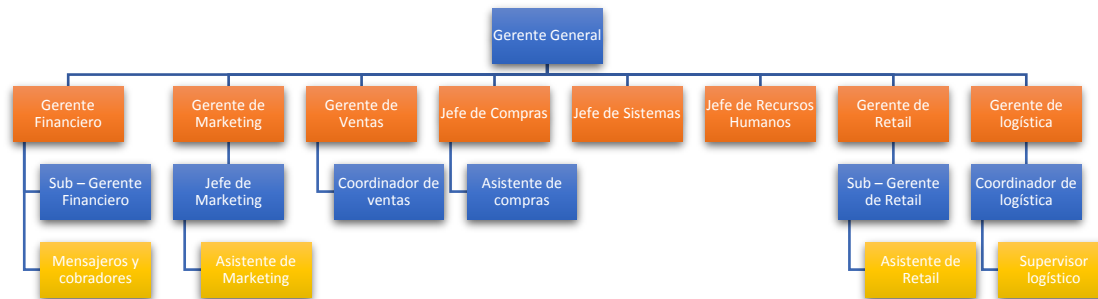 Gerente General
Gerente
Financiero
Gerente de
Marketing
Gerente de
Ventas
Jefe de Compras
Jefe de Sistemas
Jefe de Recursos
Humanos
Gerente de
Retail
Gerente de
logística
Sub – Gerente
Financiero
Jefe de
Marketing
Coordinador de
ventas
Asistente de
compras
Sub – Gerente
de Retail
Coordinador de
logística
Mensajeros y
cobradores
Asistente de
Marketing
Asistente de
Retail
Supervisor
logístico